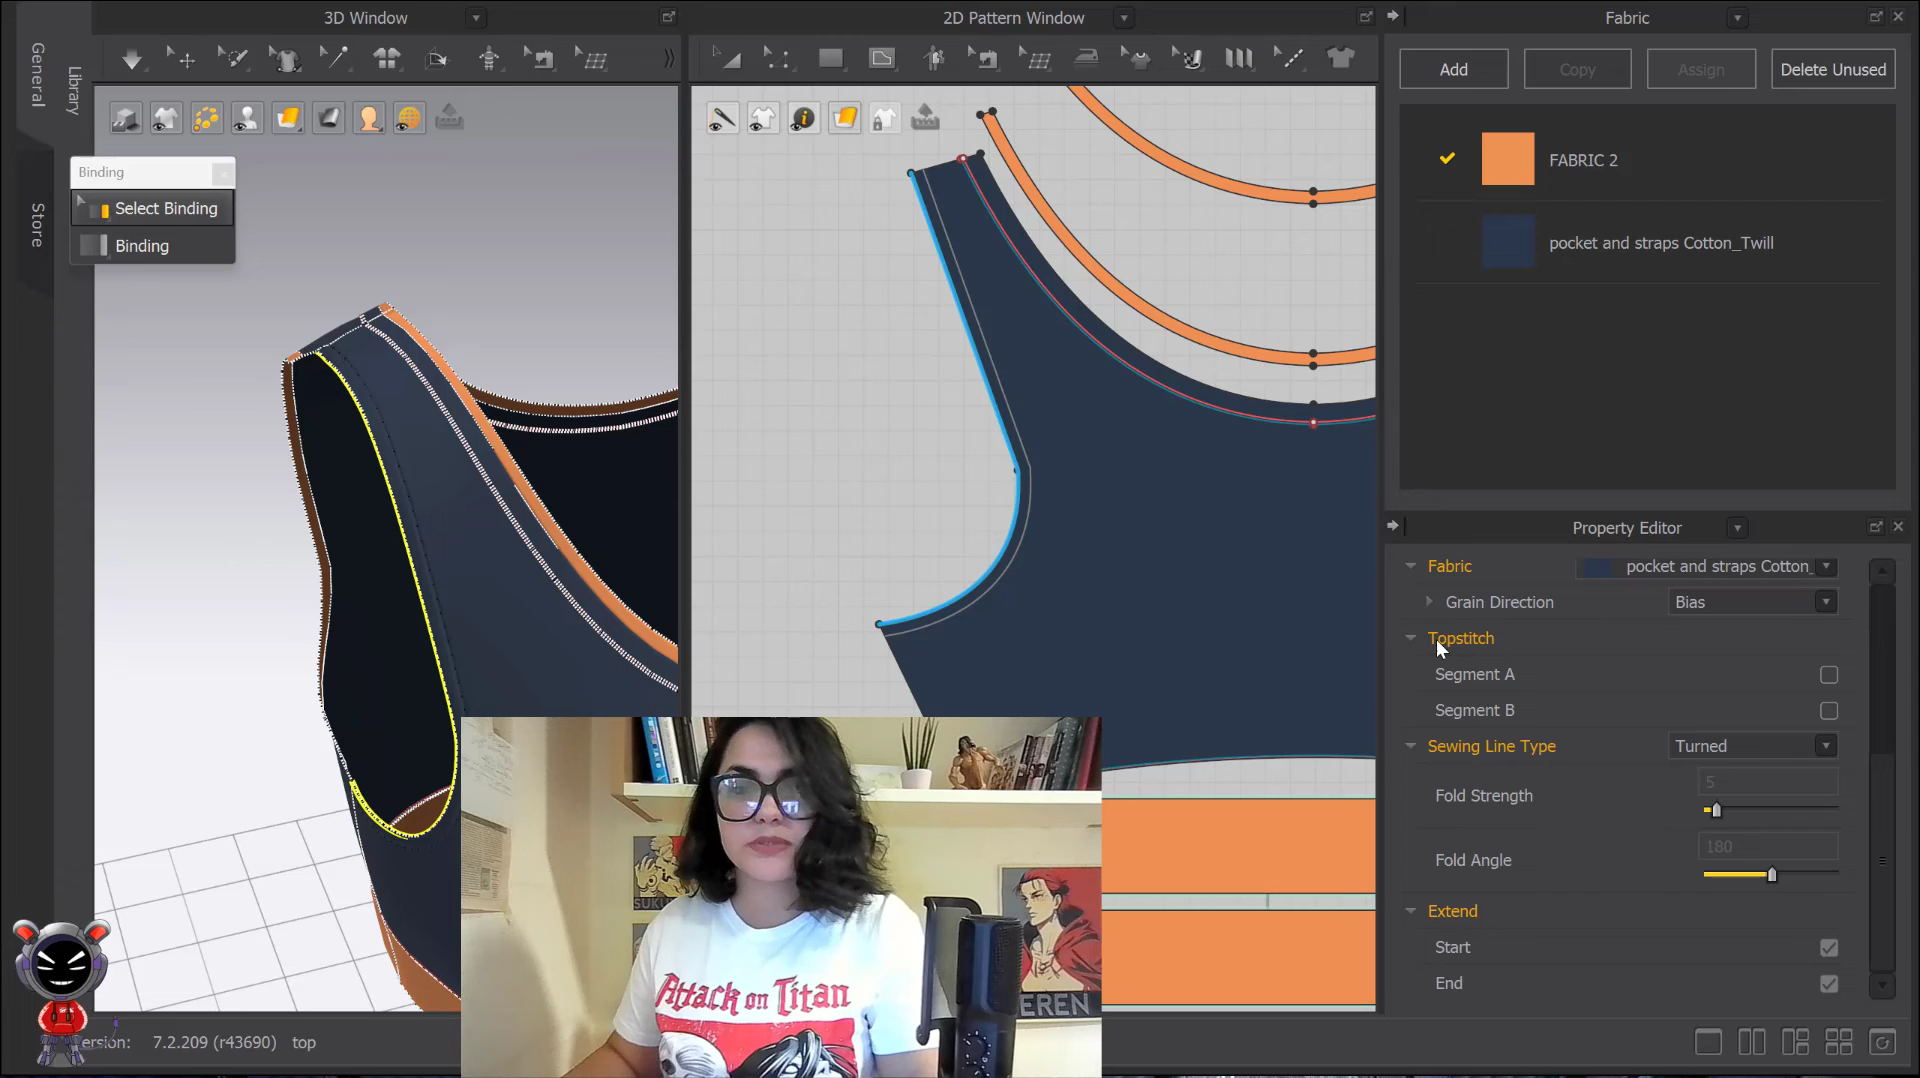 3D Window
2D Pattern Window
Fabric
General
Library
Store
Add
Copy
Assign
Delete Unused
FABRIC 2
pocket and straps Cotton_Twill
Binding
Select Binding
Binding
Property Editor
Fabric
pocket and straps Cotton_
Grain Direction
Bias
Topstitch
Segment A
Segment B
Sewing Line Type
Turned
Fold Strength
5
Fold Angle
180
Extend
Start
End
SUKU
Attack on Titan
EREN
ersion: 7.2.209 (r43690) top